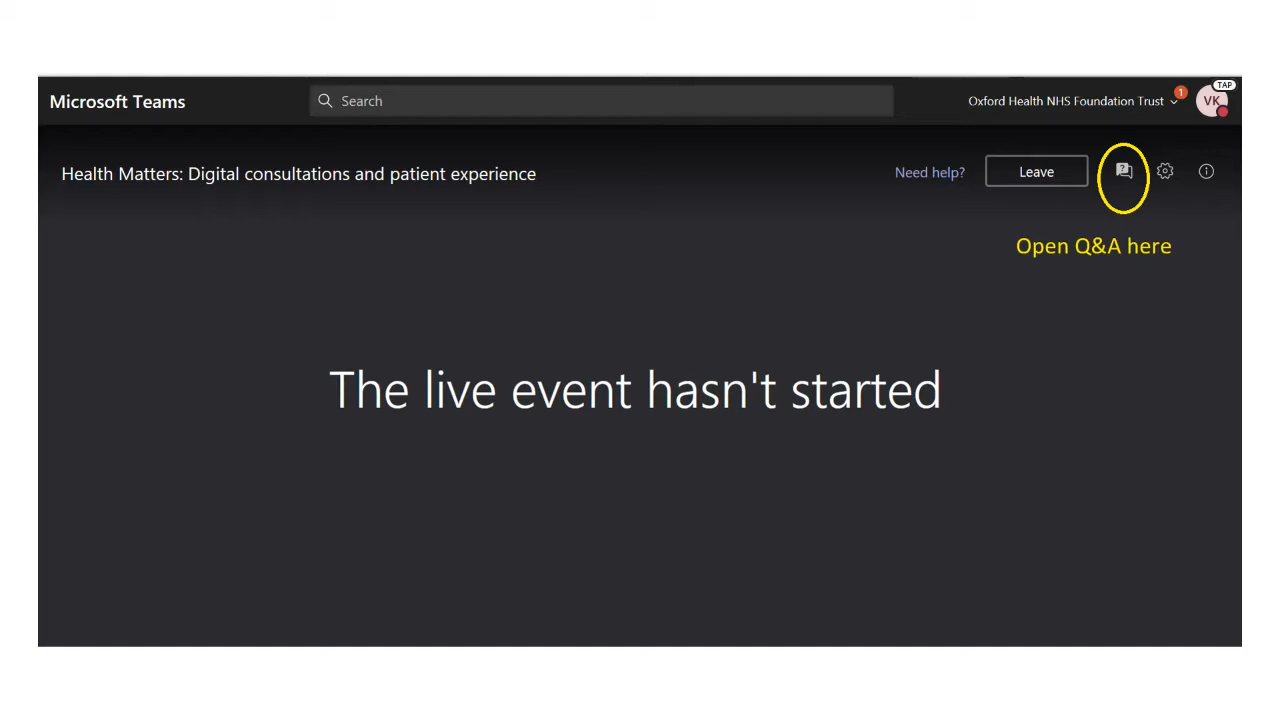 TAP
Microsoft Teams
Search
Oxford Health NHS Foundation Trust
1
VK
Health Matters: Digital consultations and patient experience
Need help?
Leave
Open Q&A here
The live event hasn't started